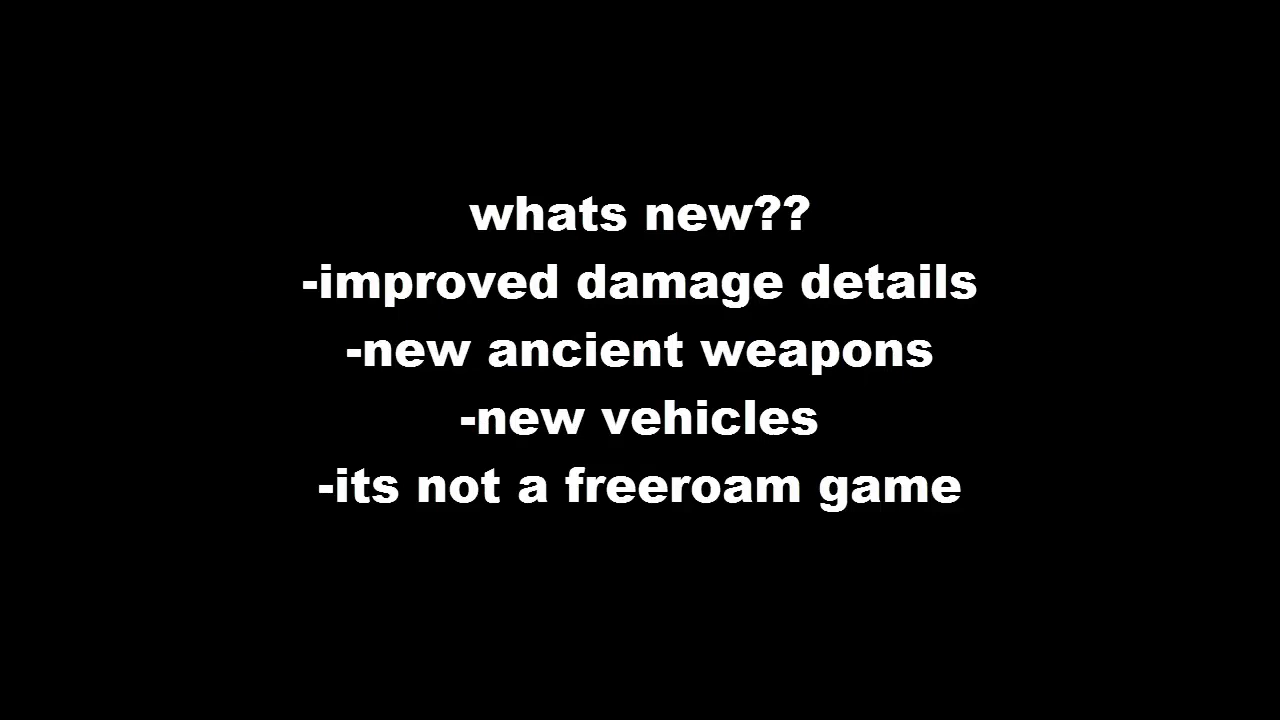 whats new??
-improved damage details
-new ancient weapons
-new vehicles
-its not a freeroam game